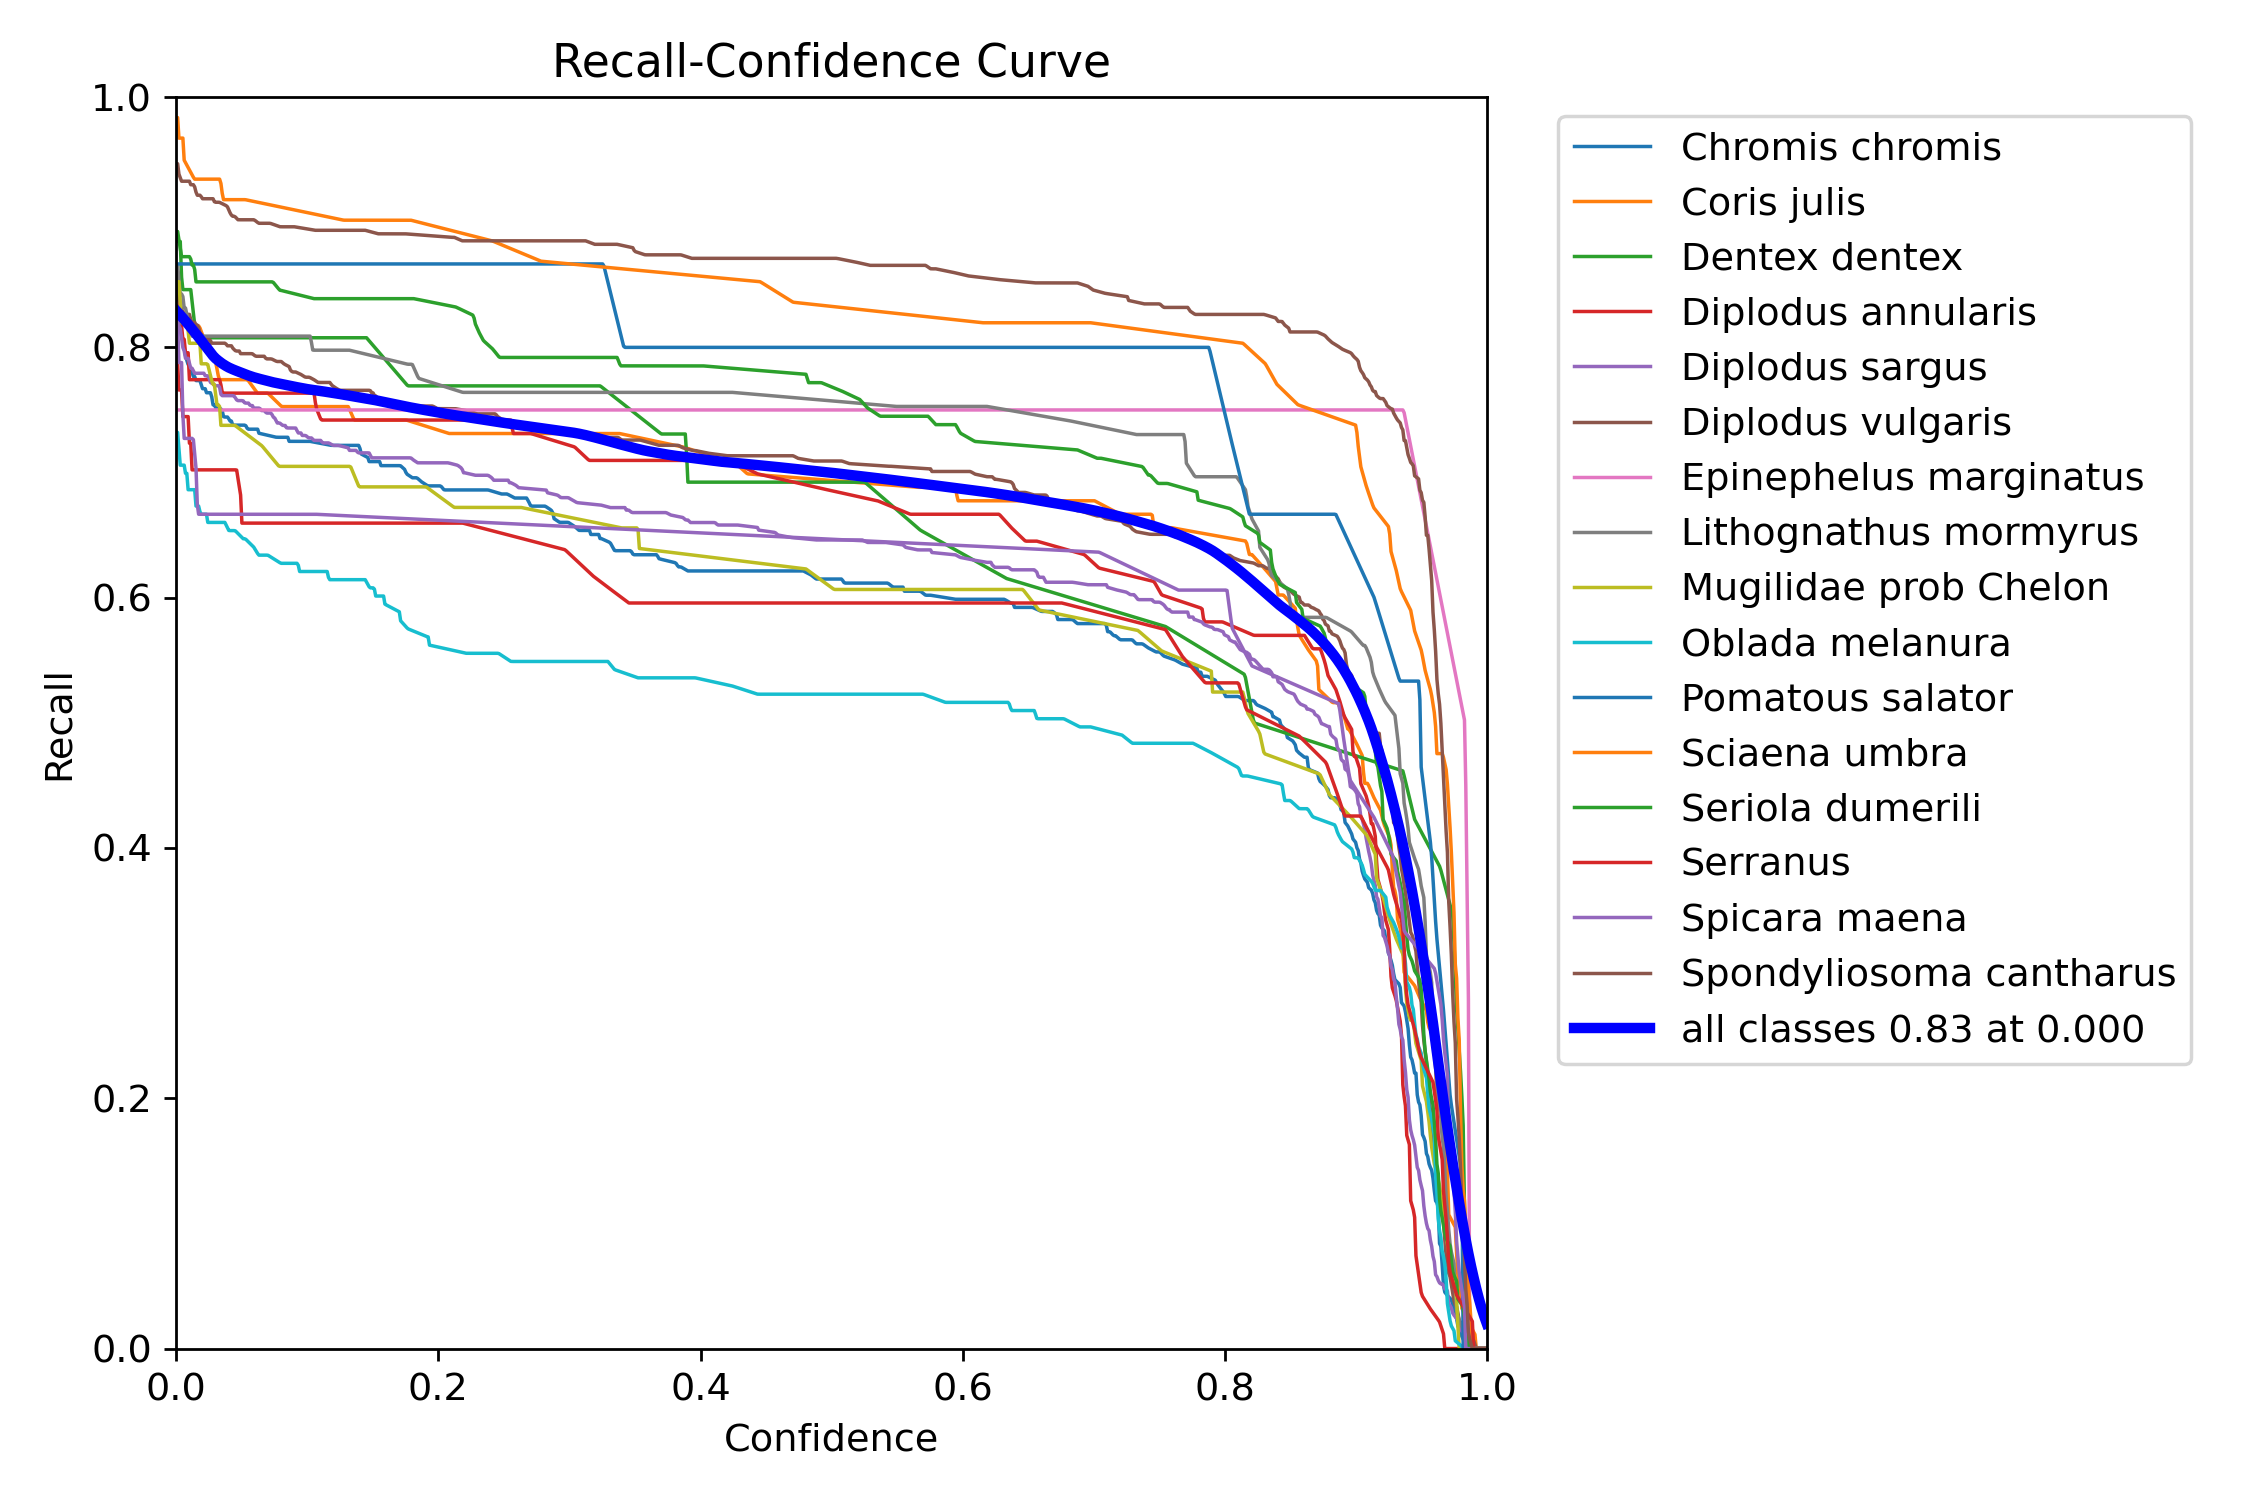 Recall-Confidence Curve
1.0
0.8
0.6
0.4
0.2
0.0
Recall
0.0 0.2 0.4 0.6 0.8 1.0
Confidence
Chromis chromis
Coris julis
Dentex dentex
Diplodus annularis
Diplodus sargus
Diplodus vulgaris
Epinephelus marginatus
Lithognathus mormyrus
Mugilidae prob Chelon
Oblada melanura
Pomatous salator
Sciaena umbra
Seriola dumerili
Serranus
Spicara maena
Spondyliosoma cantharus
all classes 0.83 at 0.000